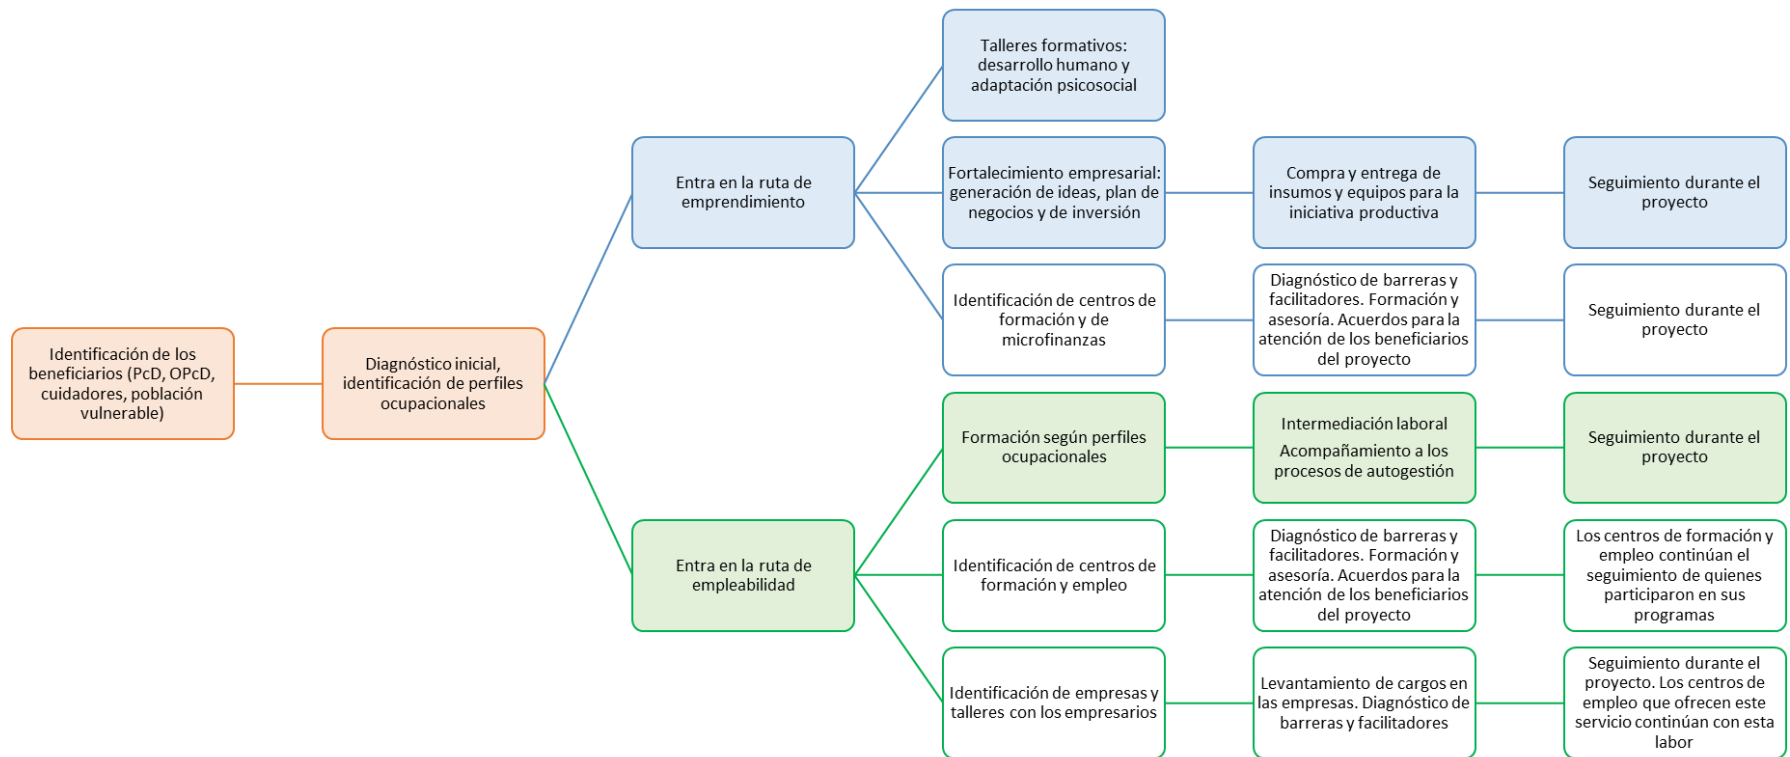 Identificación de los
beneficiarios (PcD, OPcD,
cuidadores, población
vulnerable)
Diagnóstico inicial,
identificación de perfiles
ocupacionales
Entra en la ruta de
emprendimiento
Talleres formativos:
desarrollo humano y
adaptación psicosocial
Fortalecimiento empresarial:
generación de ideas, plan de
negocios y de inversión
Compra y entrega de
insumos y equipos para la
iniciativa productiva
Seguimiento durante el
proyecto
Identificación de centros de
formación y de
microfinanzas
Diagnóstico de barreras y
facilitadores. Formación y
asesoría. Acuerdos para la
atención de los beneficiarios
del proyecto
Seguimiento durante el
proyecto
Entra en la ruta de
empleabilidad
Formación según perfiles
ocupacionales
Intermediación laboral
Acompañamiento a los
procesos de autogestión
Seguimiento durante el
proyecto
Identificación de centros de
formación y empleo
Diagnóstico de barreras y
facilitadores. Formación y
asesoría. Acuerdos para la
atención de los beneficiarios
del proyecto
Los centros de formación y
empleo continúan el
seguimiento de quienes
participaron en sus
programas
Identificación de empresas y
talleres con los empresarios
Levantamiento de cargos en
las empresas. Diagnóstico de
barreras y facilitadores
Seguimiento durante el
proyecto. Los centros de
empleo que ofrecen este
servicio continúan con esta
labor